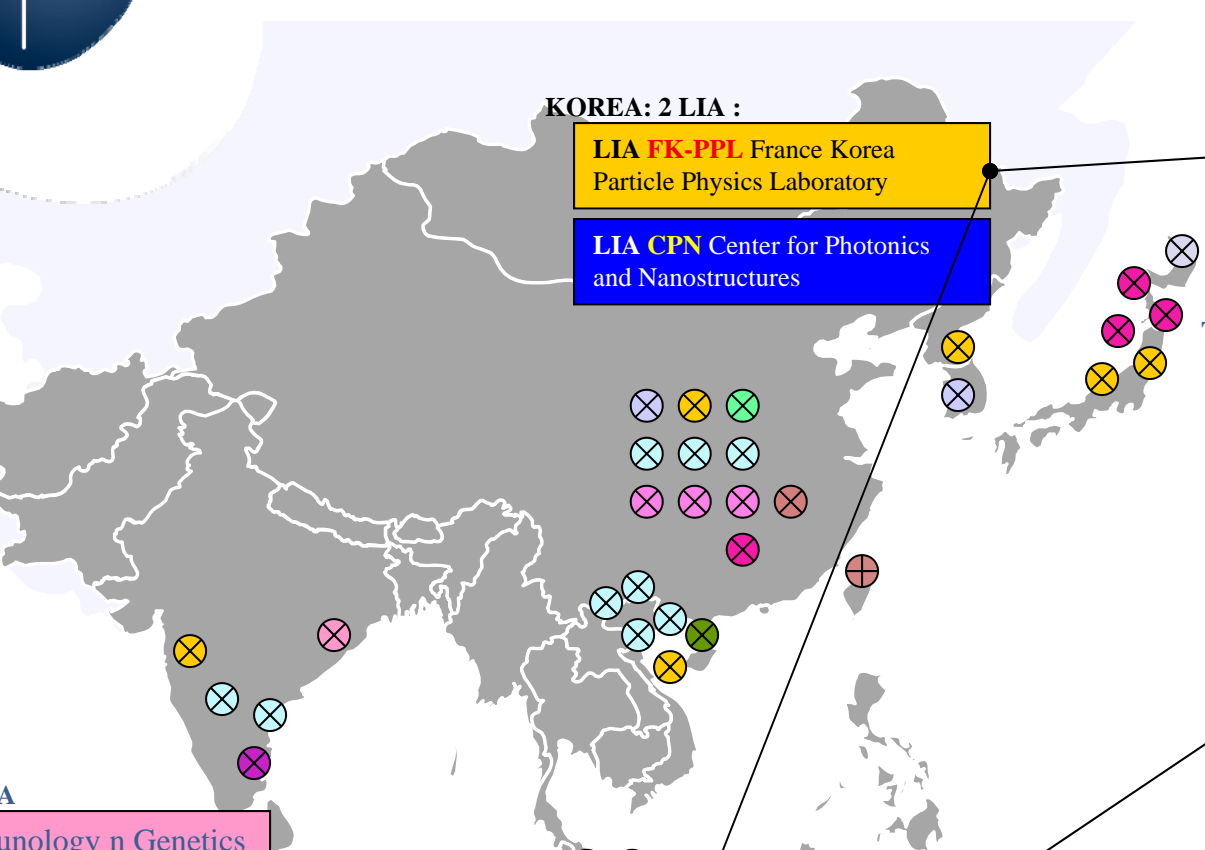 KOREA: 2 LIA :
LIA FK-PPL France Korea
Particle Physics Laboratory
LIA CPN Center for Photonics
and Nanostructures
A
unology n Genetics